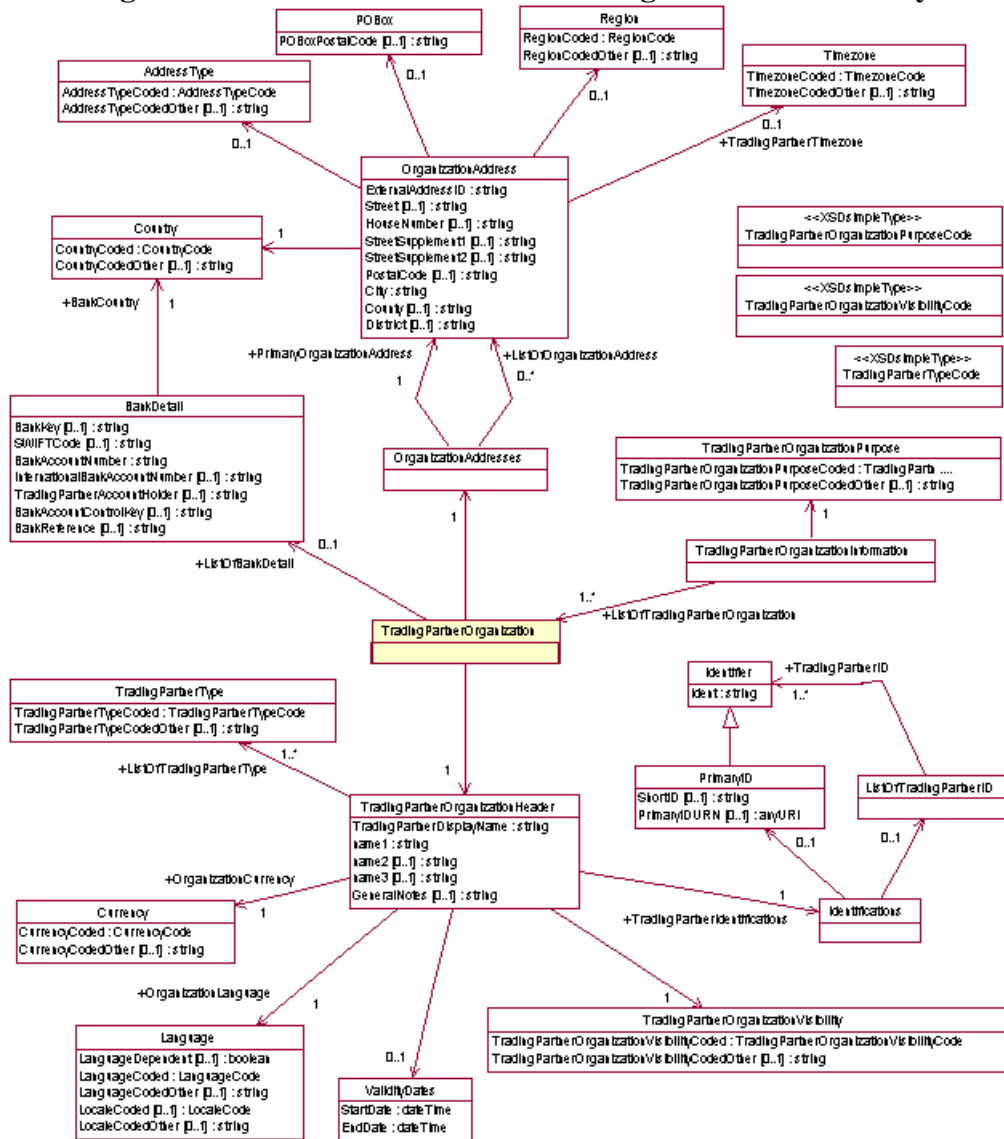 POBox
POBoxPostalCode [0..1] : string
Region
RegionCoded : RegionCode
RegionCodedOther [0..1] : string
AddressType
AddressTypeCoded : AddressTypeCode
AddressTypeCodedOther [0..1] : string
Timezone
TimezoneCoded : TimezoneCode
TimezoneCodedOther [0..1] : string
0..1
0..1
0..1
0..1
+TradingPartnerTimezone
OrganizationAddress
ExternalAddressID : string
Street [0..1] : string
HouseNumber [0..1] : string
StreetSupplement1 [0..1] : string
StreetSupplement2 [0..1] : string
PostalCode [0..1] : string
City : string
County [0..1] : string
District [0..1] : string
Country
CountryCoded : CountryCode
CountryCodedOther [0..1] : string
1
+BankCountry
1
<<XSDsimpleType>>
TradingPartnerOrganizationPurposeCode
<<XSDsimpleType>>
TradingPartnerOrganizationVisibilityCode
<<XSDsimpleType>>
TradingPartnerTypeCode
+PrimaryOrganizationAddress
1
+ListOfOrganizationAddress
0..*
BankDetail
BankKey [0..1] : string
SWIFTCode [0..1] : string
BankAccountNumber : string
InternationalBankAccountNumber [0..1] : string
TradingPartnerAccountHolder [0..1] : string
BankAccountControlKey [0..1] : string
BankReference [0..1] : string
OrganizationAddresses
1
TradingPartnerOrganizationPurpose
TradingPartnerOrganizationPurposeCoded : TradingPartn ....
TradingPartnerOrganizationPurposeCodedOther [0..1] : string
1
TradingPartnerOrganizationInformation
0..1
+ListOfBankDetail
1..*
+ListOfTradingPartnerOrganization
TradingPartnerOrganization
TradingPartnerType
TradingPartnerTypeCoded : TradingPartnerTypeCode
TradingPartnerTypeCodedOther [0..1] : string
1..*
+ListOfTradingPartnerType
1
Identifier
Ident : string
+TradingPartnerID
1..*
PrimaryID
ShortID [0..1] : string
PrimaryIDURN [0..1] : anyURI
ListOfTradingPartnerID
0..1
0..1
TradingPartnerOrganizationHeader
TradingPartnerDisplayName : string
name1 : string
name2 [0..1] : string
name3 [0..1] : string
GeneralNotes [0..1] : string
+OrganizationCurrency
1
1
+TradingPartnerIdentifications
Identifications
Currency
CurrencyCoded : CurrencyCode
CurrencyCodedOther [0..1] : string
+OrganizationLanguage
1
1
0..1
Language
LanguageDependent [0..1] : boolean
LanguageCoded : LanguageCode
LanguageCodedOther [0..1] : string
LocaleCoded [0..1] : LocaleCode
LocaleCodedOther [0..1] : string
TradingPartnerOrganizationVisibility
TradingPartnerOrganizationVisibilityCoded : TradingPartnerOrganizationVisibilityCode
TradingPartnerOrganizationVisibilityCodedOther [0..1] : string
ValidityDates
StartDate : dateTime
EndDate : dateTime